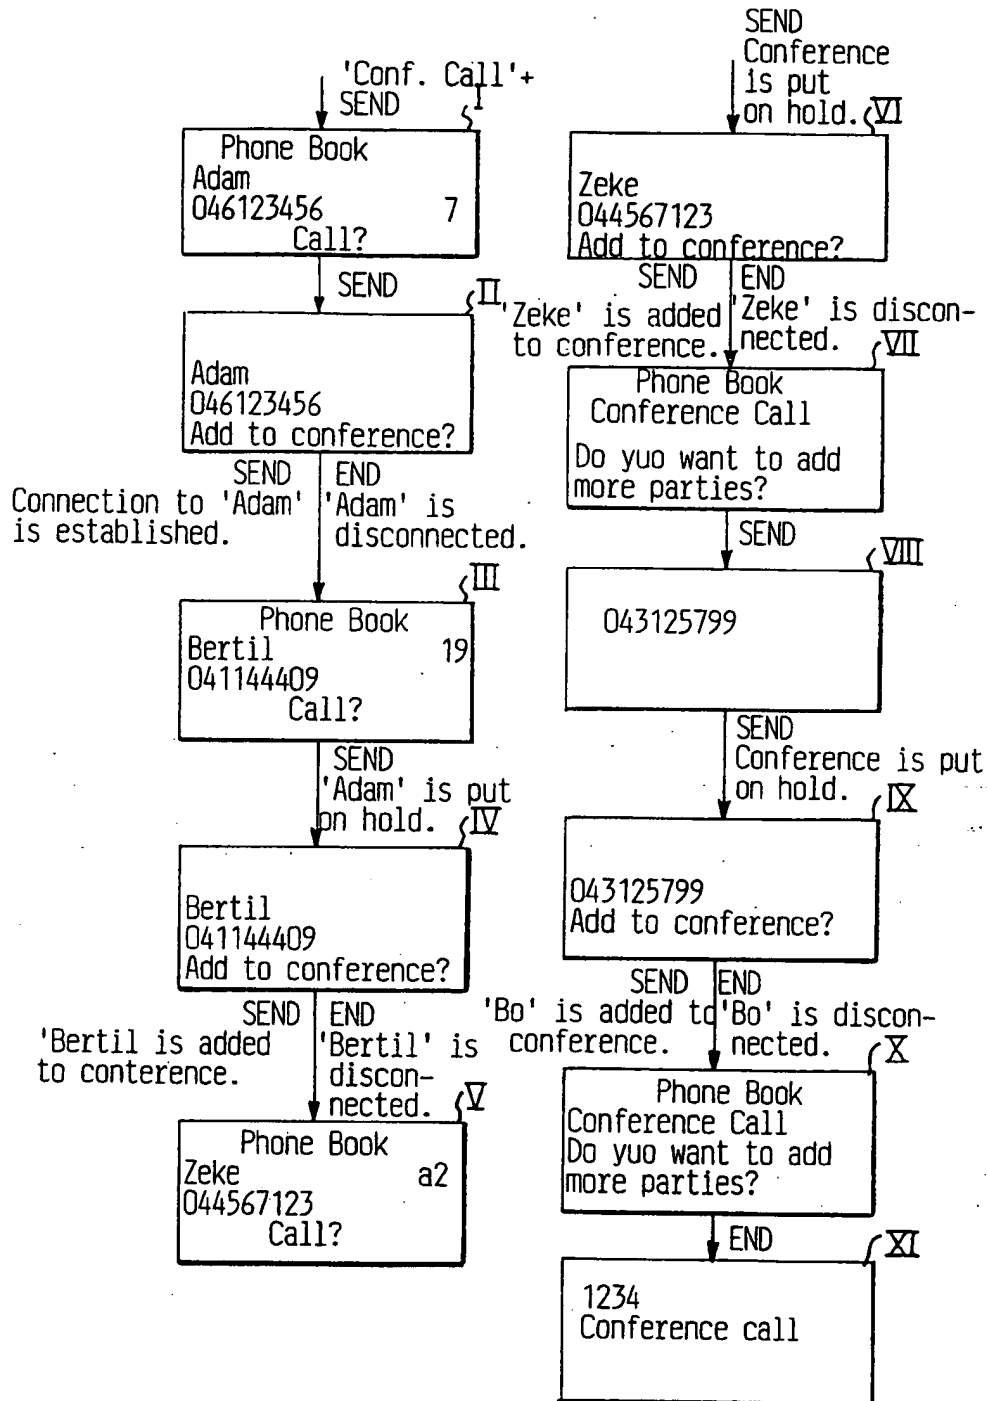 'Conf. Call'+
SEND
I
Phone Book
Adam
046123456 7
Call?
SEND
II
Adam
046123456
Add to conference?
SEND END
Connection to 'Adam' 'Adam' is
is established. disconnected.
III
Phone Book
Bertil 19
041144409
Call?
SEND
'Adam' is put
on hold. IV
Bertil
041144409
Add to conference?
SEND END
'Bertil is added 'Bertil' is
to conterence. discon-
nected. V
Phone Book
Zeke a2
044567123
Call?
SEND
Conference
is put
on hold. VI
Zeke
044567123
Add to conference?
SEND END
'Zeke' is added 'Zeke' is discon-
to conference. nected. VII
Phone Book
Conference Call
Do yuo want to add
more parties?
SEND
VIII
043125799
SEND
Conference is put
on hold. IX
043125799
Add to conference?
SEND END
'Bo' is added to 'Bo' is discon-
conference. nected. X
Phone Book
Conference Call
Do yuo want to add
more parties?
END
XI
1234
Conference call